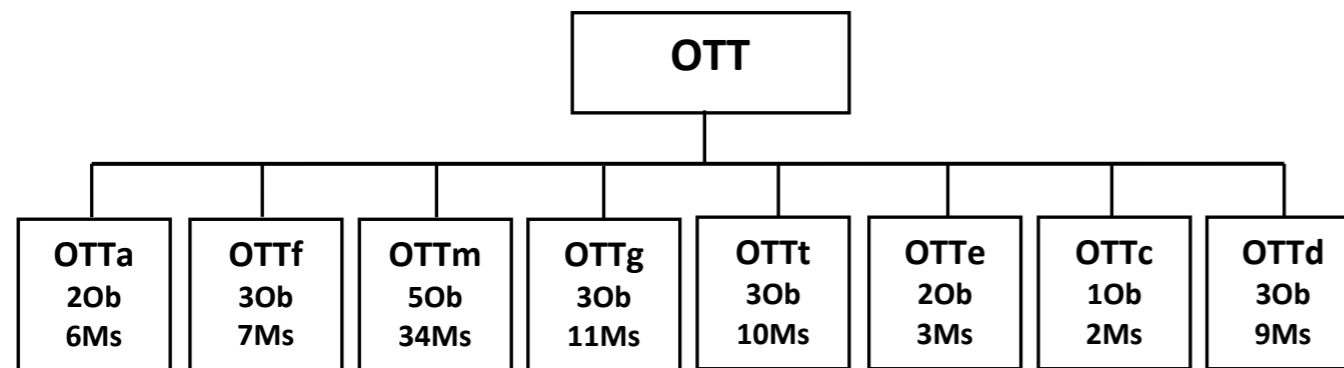 OTT
OTTa
2Ob
6Ms
OTTf
3Ob
7Ms
OTTm
5Ob
34Ms
OTTg
3Ob
11Ms
OTTt
3Ob
10Ms
OTTe
2Ob
3Ms
OTTc
1Ob
2Ms
OTTd
3Ob
9Ms